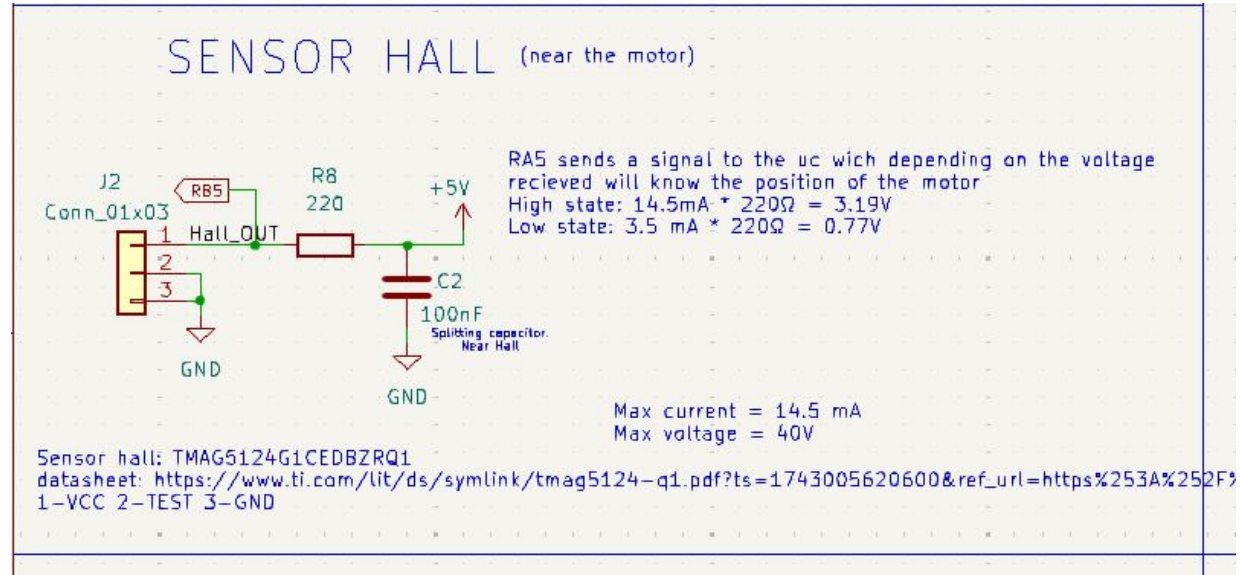 SENSOR HALL (near the motor)
RA5 sends a signal to the uc wich depending on the voltage
recieved will know the position of the motor
High state: 14.5mA * 220Ω = 3.19V
Low state: 3.5 mA * 220Ω = 0.77V
J2
Conn_01x03
RB5
R8
220
+5V
1 Hall_OUT
2
3
C2
100nF
Splitting capacitor.
Near Hall
GND
GND
Max current = 14.5 mA
Max voltage = 40V
Sensor hall: TMAG5124G1CEDBZRQ1
datasheet: https://www.ti.com/lit/ds/symlink/tmag5124-q1.pdf?ts=1743005620600&ref_url=https%253A%252F%
1-VCC 2-TEST 3-GND